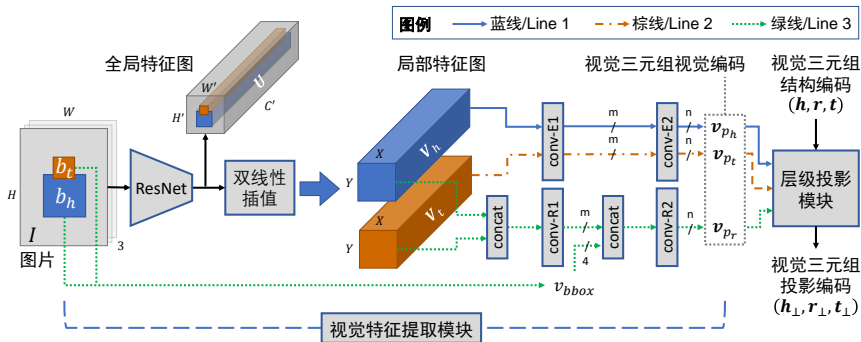 图例
蓝线/Line 1
棕线/Line 2
绿线/Line 3
全局特征图
局部特征图
视觉三元组视觉编码
视觉三元组
结构编码
(h, r, t)
W'
H'
C'
U
W
H
b_t
b_h
I
3
图片
ResNet
双线性
插值
X
Y
V_h
X
Y
V_t
conv-E1
m
m
conv-E2
n
n
v_{p_h}
v_{p_t}
concat
conv-R1
m
4
concat
conv-R2
n
v_{p_r}
v_{bbox}
层级投影
模块
视觉三元组
投影编码
(h_⊥, r_⊥, t_⊥)
视觉特征提取模块